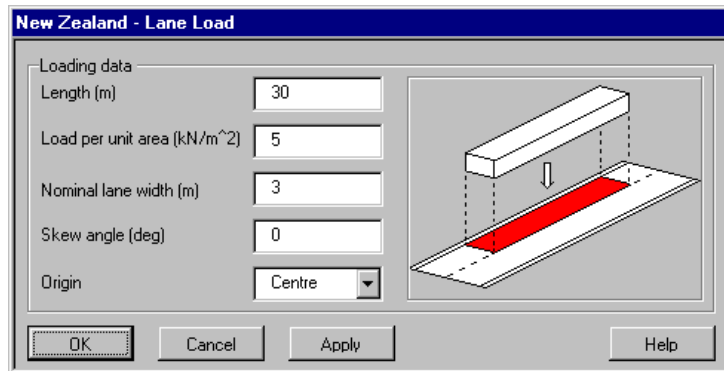 New Zealand - Lane Load
Loading data
Length (m) 30
Load per unit area (kN/m^2) 5
Nominal lane width (m) 3
Skew angle (deg) 0
Origin Centre
OK Cancel Apply Help